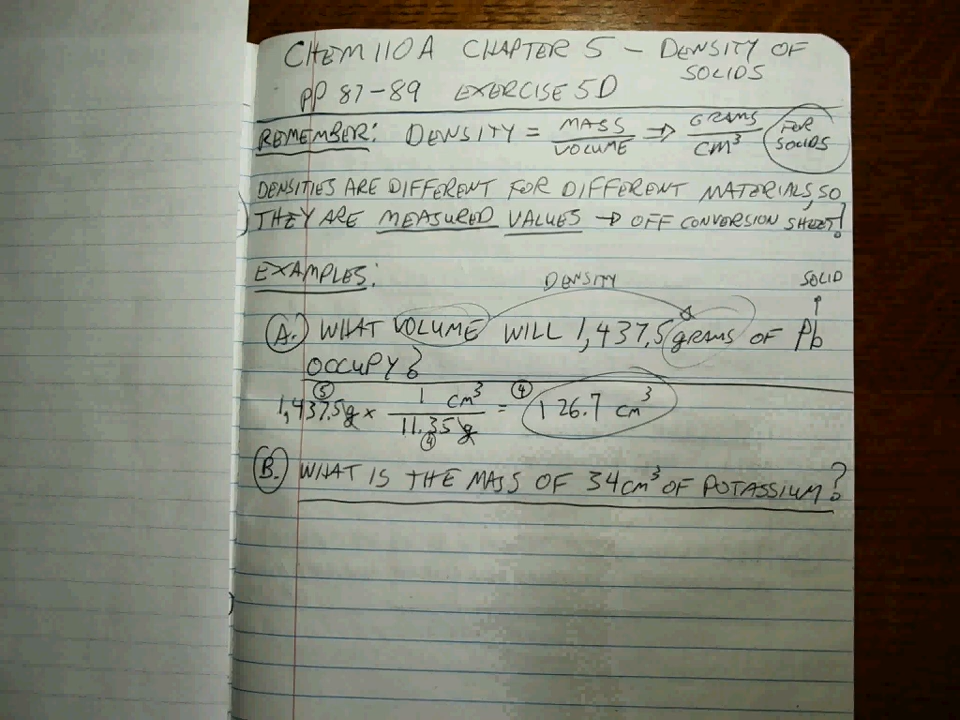 CHEM 110A CHAPTER 5 – DENSITY OF
SOLIDS
PP 87-89 EXERCISE 5D
REMEMBER: DENSITY = MASS/VOLUME ⇒ GRAMS/CM³ FOR SOLIDS
DENSITIES ARE DIFFERENT FOR DIFFERENT MATERIALS, SO
THEY ARE MEASURED VALUES → OFF CONVERSION SHEET!
EXAMPLES: DENSITY SOLID
A. WHAT VOLUME WILL 1,437.5 grams OF Pb
OCCUPY?
1,437.5g x 1 cm³/11.35 g = 126.7 cm³
⑤ ④ ④
B. WHAT IS THE MASS OF 34 cm³ OF POTASSIUM?